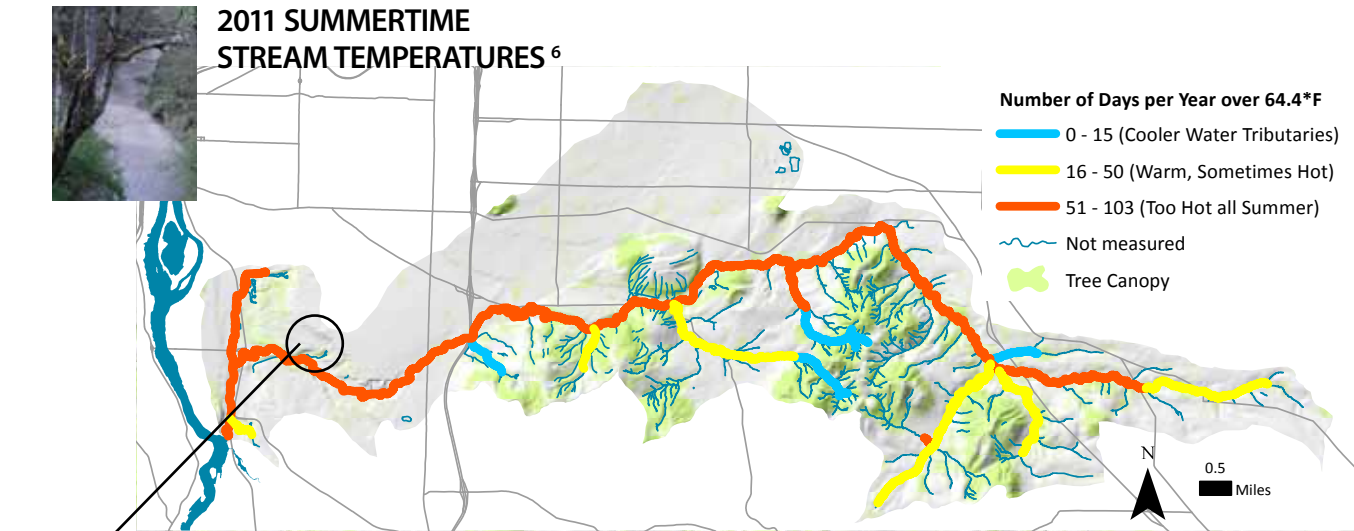 2011 SUMMERTIME
STREAM TEMPERATURES 6
Number of Days per Year over 64.4*F
0 - 15 (Cooler Water Tributaries)
16 - 50 (Warm, Sometimes Hot)
51 - 103 (Too Hot all Summer)
Not measured
Tree Canopy
N
0.5
Miles